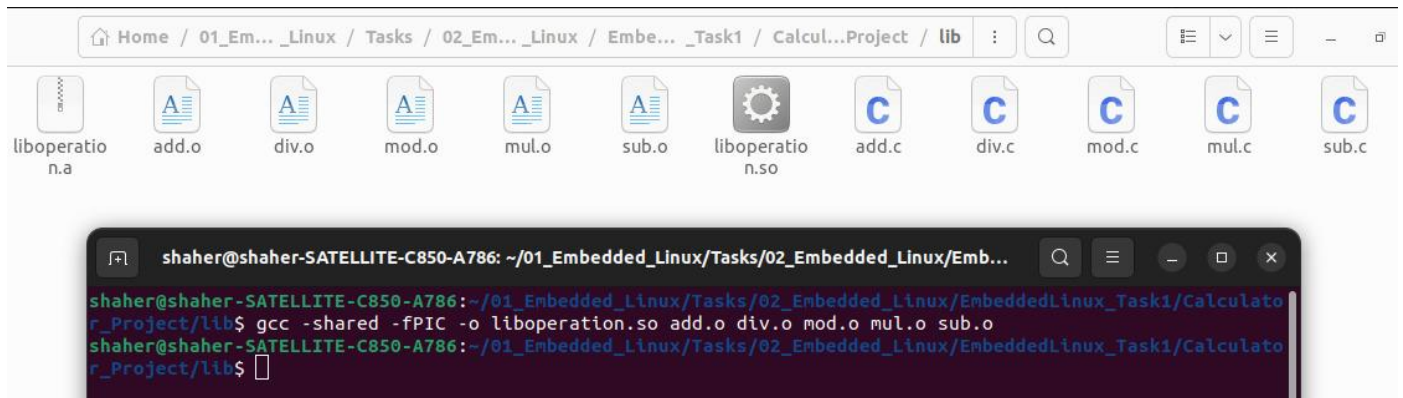 Home / 01_Em... _Linux / Tasks / 02_Em... _Linux / Embe... _Task1 / Calcul...Project / lib
liboperatio
n.a
add.o
div.o
mod.o
mul.o
sub.o
liboperatio
n.so
add.c
div.c
mod.c
mul.c
sub.c
shaher@shaher-SATELLITE-C850-A786: ~/01_Embedded_Linux/Tasks/02_Embedded_Linux/Emb...
shaher@shaher-SATELLITE-C850-A786:~/01_Embedded_Linux/Tasks/02_Embedded_Linux/EmbeddedLinux_Task1/Calculato
r_Project/lib$ gcc -shared -fPIC -o liboperation.so add.o div.o mod.o mul.o sub.o
shaher@shaher-SATELLITE-C850-A786:~/01_Embedded_Linux/Tasks/02_Embedded_Linux/EmbeddedLinux_Task1/Calculato
r_Project/lib$